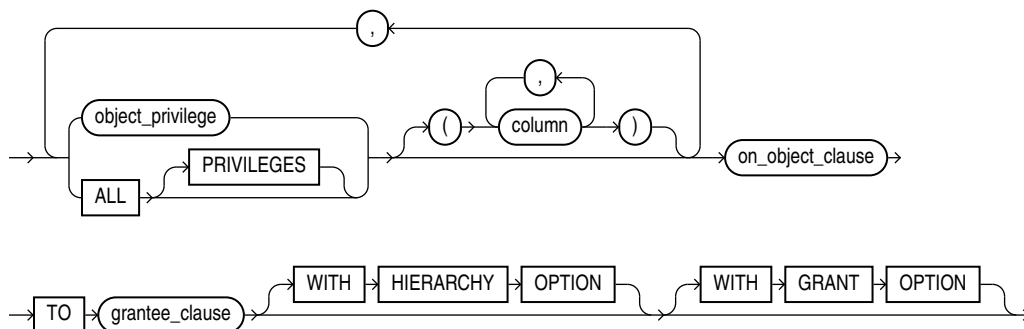 ,
,
object_privilege
( column )
PRIVILEGES
on_object_clause
ALL
WITH HIERARCHY OPTION WITH GRANT OPTION
TO grantee_clause